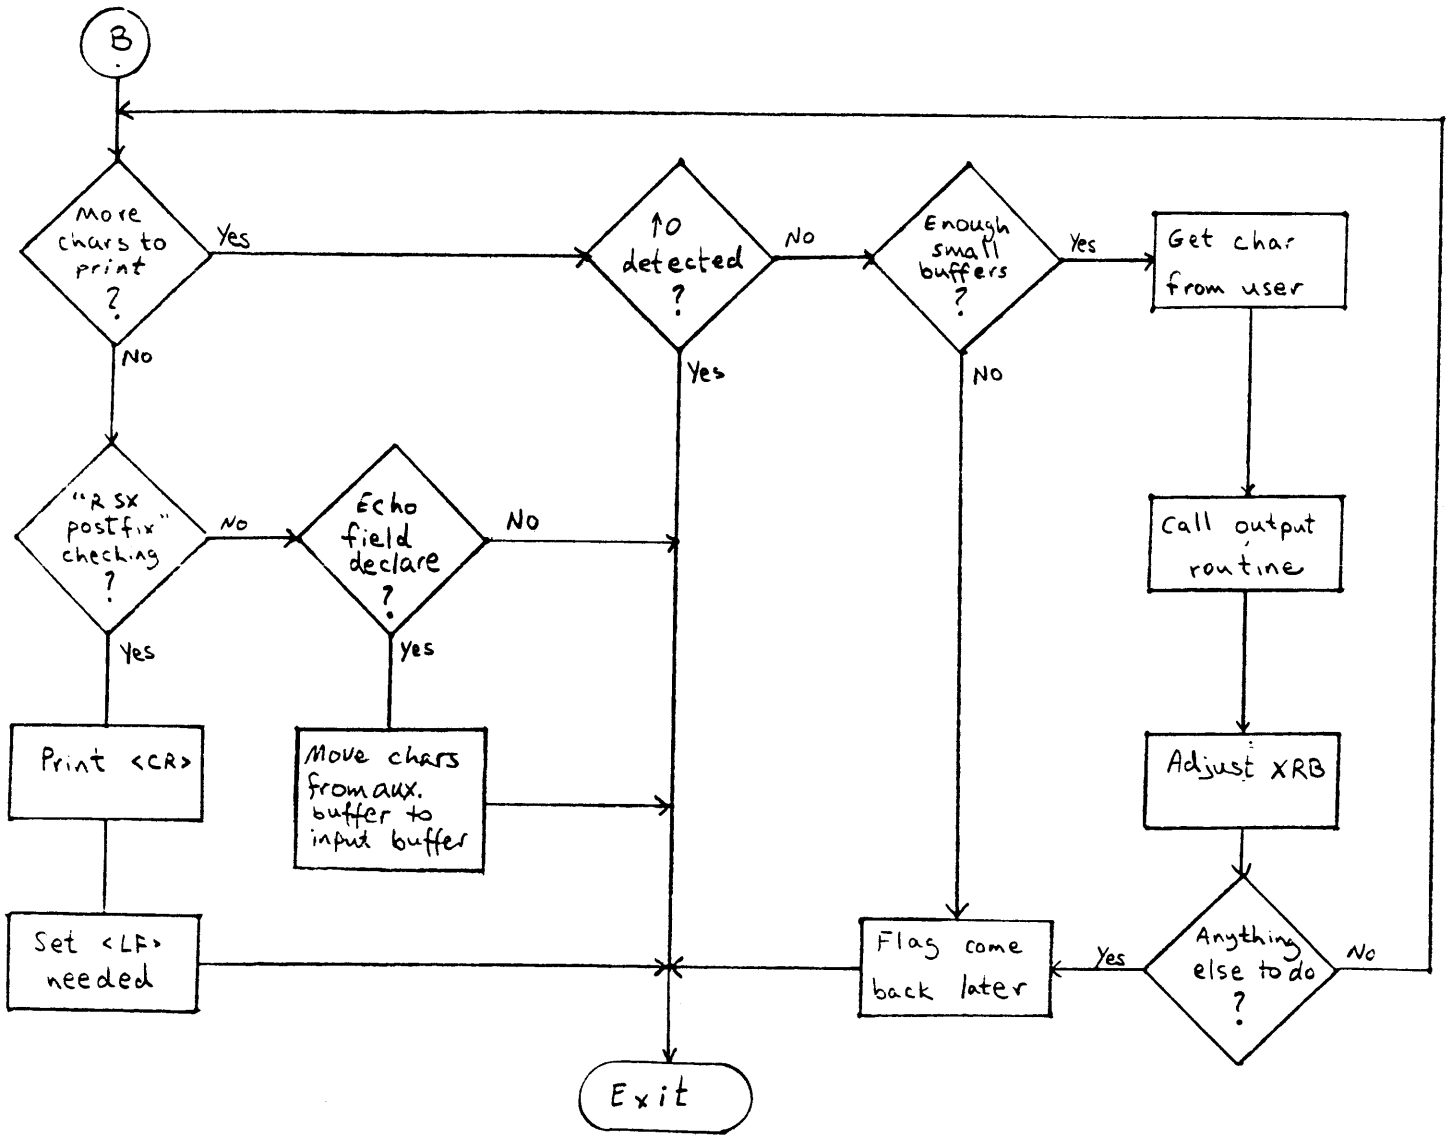 B
More
chars to
print
?
Yes
No
↑O
detected
?
No
Yes
Enough
small
buffers
?
Yes
No
Get char
from user
"RSX
postfix"
checking
?
No
Yes
Echo
field
declare
?
No
Yes
Call output
routine
Print <CR>
Move chars
from aux.
buffer to
input buffer
Adjust XRB
Set <LF>
needed
Flag come
back later
Yes
Anything
else to do
?
No
Exit